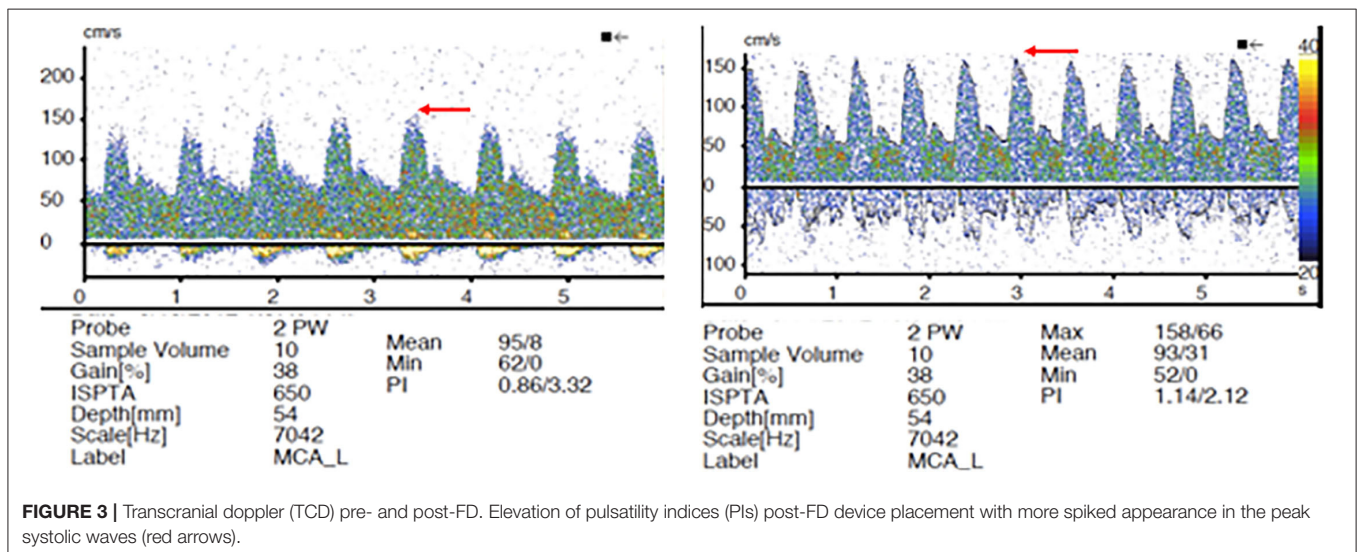 cm/s
200
150
100
50
0
0 1 2 3 4 5
Probe 2 PW
Sample Volume 10
Gain[%] 38
ISPTA 650
Depth[mm] 54
Scale[Hz] 7042
Label MCA_L
Mean 95/8
Min 62/0
PI 0.86/3.32
cm/s
150
100
50
0
50
100
40
20
0 1 2 3 4 5 s
Probe 2 PW
Sample Volume 10
Gain[%] 38
ISPTA 650
Depth[mm] 54
Scale[Hz] 7042
Label MCA_L
Max 158/66
Mean 93/31
Min 52/0
PI 1.14/2.12
FIGURE 3 | Transcranial doppler (TCD) pre- and post-FD. Elevation of pulsatility indices (PIs) post-FD device placement with more spiked appearance in the peak
systolic waves (red arrows).